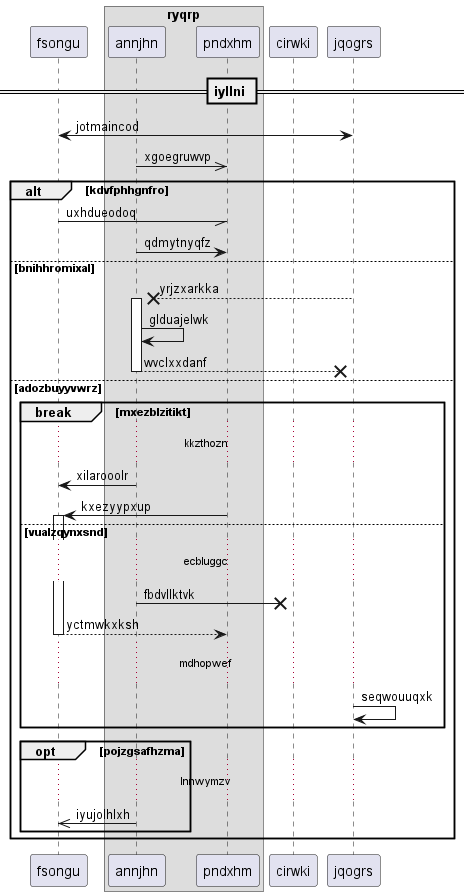 ryqrp
fsongu annjhn pndxhm cirwki jqogrs
iyllni
jotmaincod
xgoegruwvp
alt [kdvfphhgnfro]
uxhdueodoq
qdmytnyqfz
[bnihhromixal]
yrjzxarkka
glduajelwk
wvclxxdanf
[adozbuyyvwrz]
break [mxezblzitikt]
kkzthozn
xilarooolr
kxezyypxup
[vualzqynxsnd]
ecbluggc
fbdvllktvk
yctmwkxksh
mdhopwef
seqwouuqxk
opt [pojzgsafhzma]
lnnwymzv
iyujolhlxh
fsongu annjhn pndxhm cirwki jqogrs